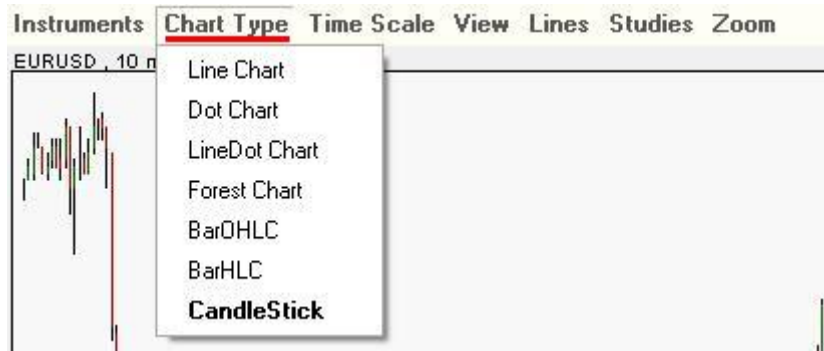 Instruments Chart Type Time Scale View Lines Studies Zoom
EURUSD , 10
Line Chart
Dot Chart
LineDot Chart
Forest Chart
BarOHLC
BarHLC
CandleStick